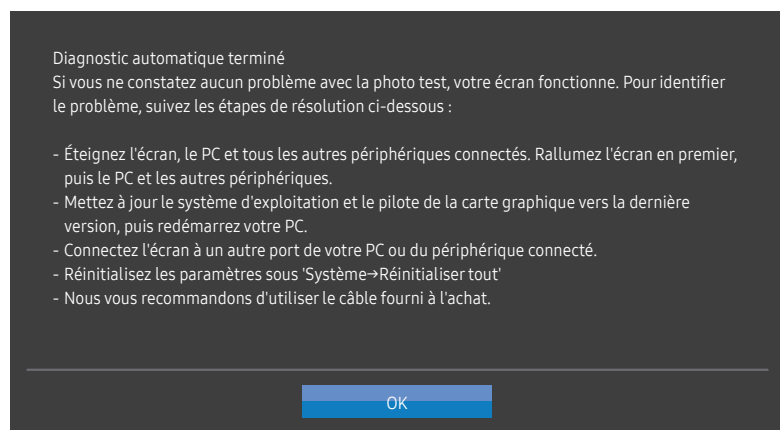 Diagnostic automatique terminé
Si vous ne constatez aucun problème avec la photo test, votre écran fonctionne. Pour identifier
le problème, suivez les étapes de résolution ci-dessous :
- Éteignez l'écran, le PC et tous les autres périphériques connectés. Rallumez l'écran en premier,
puis le PC et les autres périphériques.
- Mettez à jour le système d'exploitation et le pilote de la carte graphique vers la dernière
version, puis redémarrez votre PC.
- Connectez l'écran à un autre port de votre PC ou du périphérique connecté.
- Réinitialisez les paramètres sous 'Système→Réinitialiser tout'
- Nous vous recommandons d'utiliser le câble fourni à l'achat.
OK